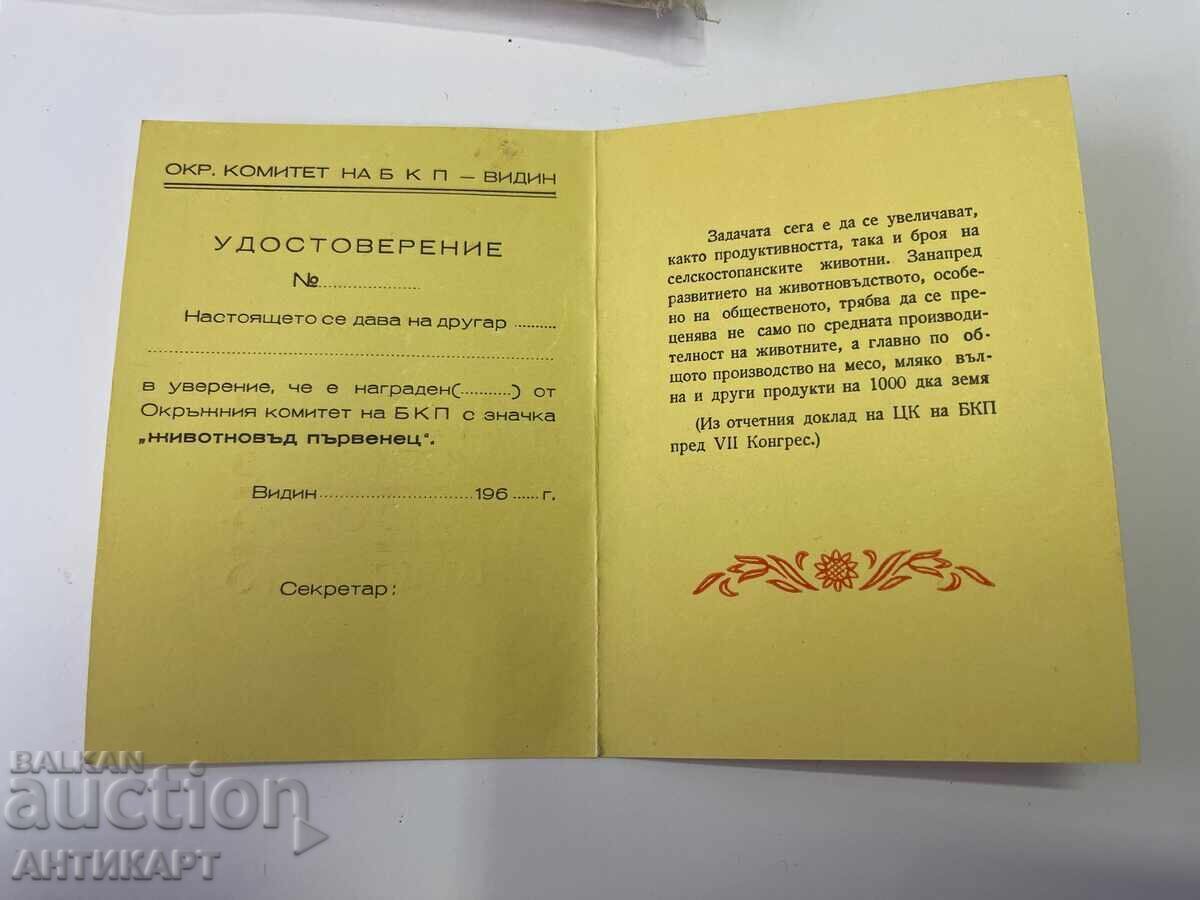 ОКР. КОМИТЕТ НА Б К П – ВИДИН
УДОСТОВЕРЕНИЕ
№..................
Настоящето се дава на другар ..........
..........................................................................
в уверение, че е награден(...........) от
Окръжния комитет на БКП с значка
„животновъд първенец“.
Видин.................................196......г.
Секретар:
Задачата сега е да се увеличават,
както продуктивността, така и броя на
селскостопанските животни. Занапред
развитието на животновъдството, особе-
но на общественото, трябва да се пре-
ценява не само по средната производи-
телност на животните, а главно по об-
щото производство на месо, мляко въл-
на и други продукти на 1000 дка земя
(Из отчетния доклад на ЦК на БКП
пред VII Конгрес.)
BALKAN
auction
АНТИКАРТ